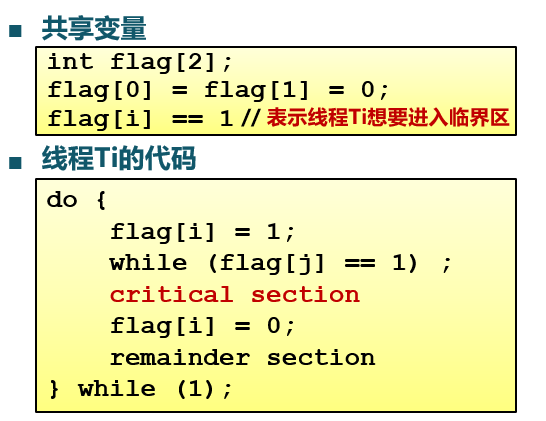 共享变量
int flag[2];
flag[0] = flag[1] = 0;
flag[i] == 1 // 表示线程Ti想要进入临界区
线程Ti的代码
do {
flag[i] = 1;
while (flag[j] == 1) ;
critical section
flag[i] = 0;
remainder section
} while (1);